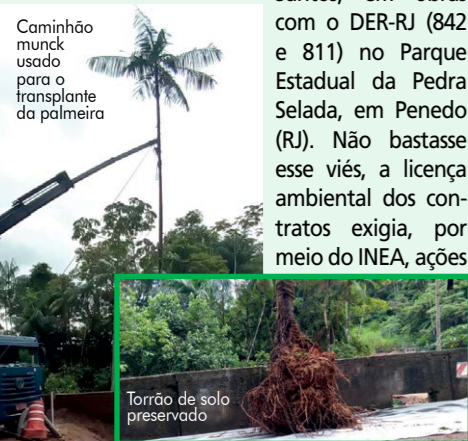 Caminhão
munck
usado
para o
transplante
da palmeira
com o DER-RJ (842
e 811) no Parque
Estadual da Pedra
Selada, em Penedo
(RJ). Não bastasse
esse viés, a licença
ambiental dos con-
tratos exigia, por
meio do INEA, ações
Torrão de solo
preservado